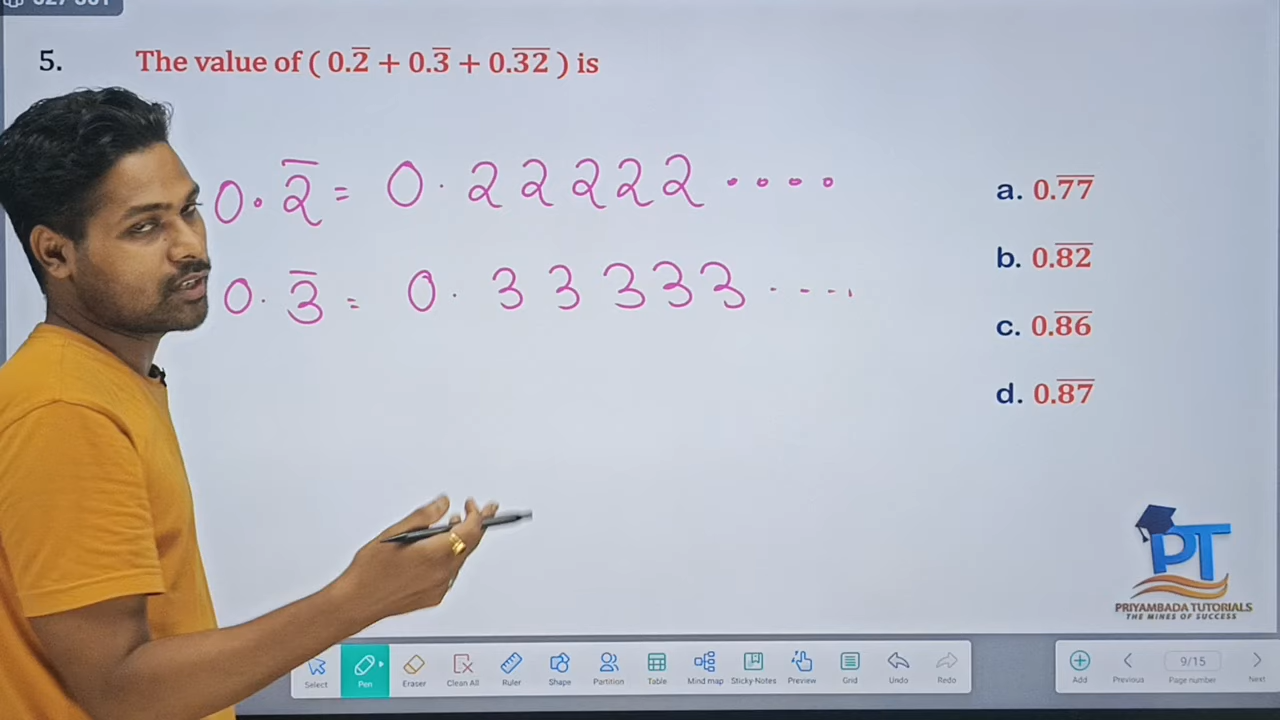 5. The value of ( 0.2̅ + 0.3̅ + 0.3̅2̅ ) is
0.2̅ = 0.22222....
0.3̅ = 0.33333.....
a. 0.7̅7̅
b. 0.8̅2̅
c. 0.8̅6̅
d. 0.8̅7̅
PT
PRIYAMBADA TUTORIALS
THE MINES OF SUCCESS
Select Pen Eraser Clean All Ruler Shape Partition Table Mind map Sticky-Notes Preview Grid Undo Redo
Add Previous 9/15 Page number Next